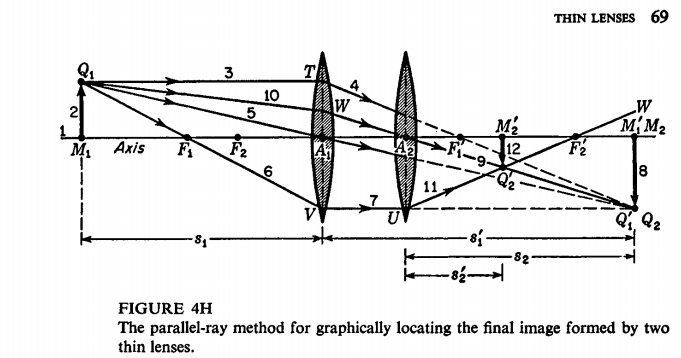 THIN LENSES 69
Q₁ T
3 4
10 W W
2 5
1 M₂′ M₁′ M₂
M₁ Axis F₁ F₂ A₁ A₂ F₁′ 12 F₂′
9
6 Q₂′ 8
11
V 7 U Q₁′ Q₂
s₁ s₁′
s₂
s₂′
FIGURE 4H
The parallel-ray method for graphically locating the final image formed by two
thin lenses.